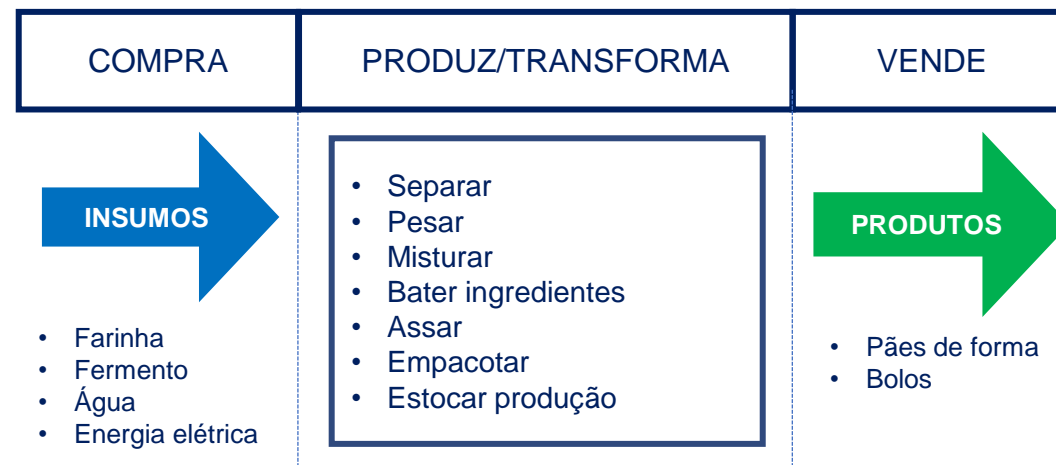 COMPRA
PRODUZ/TRANSFORMA
VENDE
INSUMOS
• Farinha
• Fermento
• Água
• Energia elétrica
• Separar
• Pesar
• Misturar
• Bater ingredientes
• Assar
• Empacotar
• Estocar produção
PRODUTOS
• Pães de forma
• Bolos